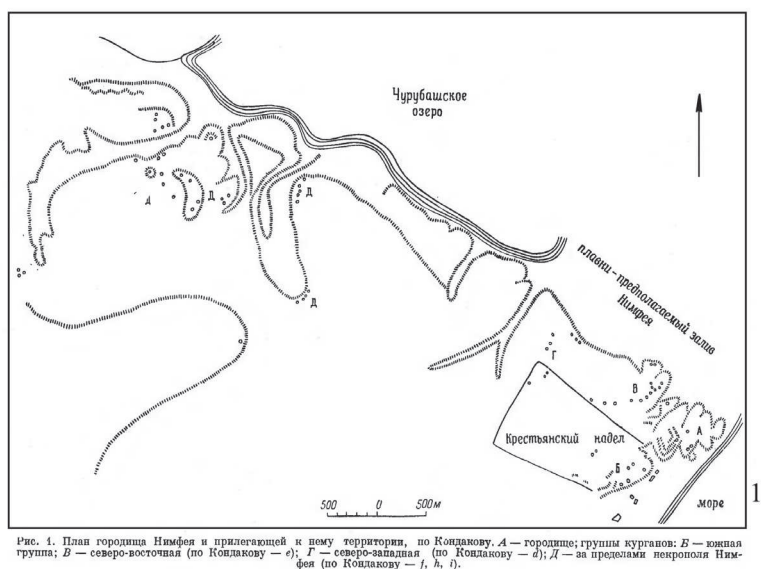 Чурубашское
озеро
А
Д
Д
Д
плавни-предполагаемый залив
Нимфея
Г
В
А
Крестьянский надел
Б
500 0 500м
море
1
Рис. 1. План городища Нимфея и прилегающей к нему территории, по Кондакову. А — городище; группы курганов: Б — южная
группа; В — северо-восточная (по Кондакову — е); Г — северо-западная (по Кондакову — d); Д — за пределами некрополя Ним-
фея (по Кондакову — f, h, i).